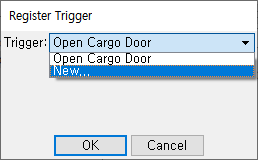 Register Trigger
Trigger: Open Cargo Door
Open Cargo Door
New...
OK Cancel